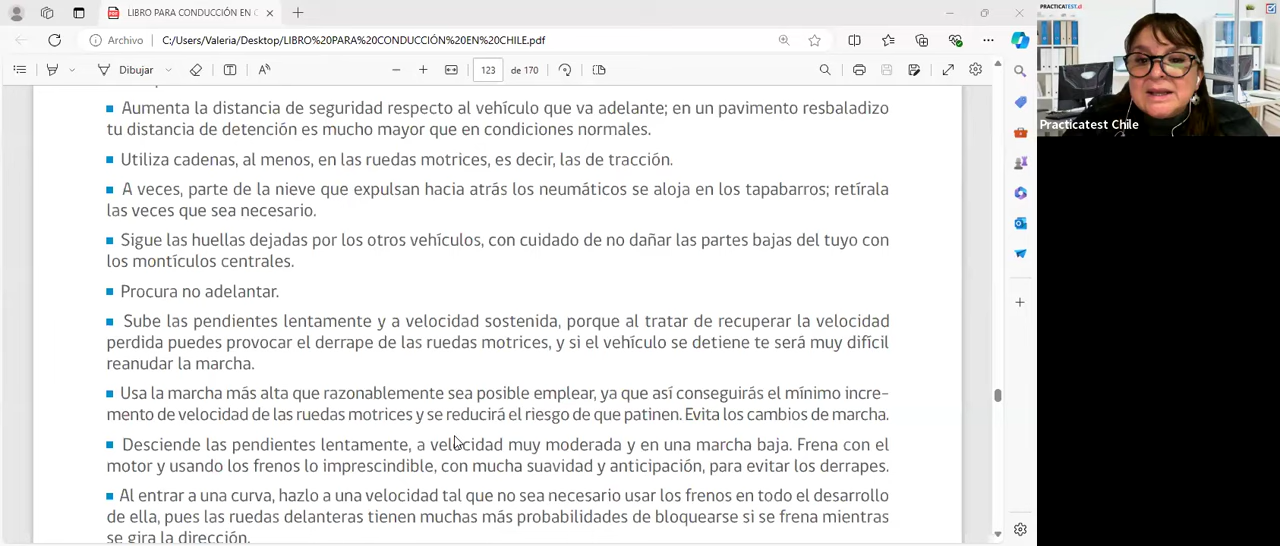 LIBRO PARA CONDUCCIÓN EN C
Archivo
C:/Users/Valeria/Desktop/LIBRO%20PARA%20CONDUCCIÓN%20EN%20CHILE.pdf
Dibujar
123
de 170
Aumenta la distancia de seguridad respecto al vehículo que va adelante; en un pavimento resbaladizo
tu distancia de detención es mucho mayor que en condiciones normales.
Utiliza cadenas, al menos, en las ruedas motrices, es decir, las de tracción.
A veces, parte de la nieve que expulsan hacia atrás los neumáticos se aloja en los tapabarros; retírala
las veces que sea necesario.
Sigue las huellas dejadas por los otros vehículos, con cuidado de no dañar las partes bajas del tuyo con
los montículos centrales.
Procura no adelantar.
Sube las pendientes lentamente y a velocidad sostenida, porque al tratar de recuperar la velocidad
perdida puedes provocar el derrape de las ruedas motrices, y si el vehículo se detiene te será muy difícil
reanudar la marcha.
Usa la marcha más alta que razonablemente sea posible emplear, ya que así conseguirás el mínimo incre-
mento de velocidad de las ruedas motrices y se reducirá el riesgo de que patinen. Evita los cambios de marcha.
Desciende las pendientes lentamente, a velocidad muy moderada y en una marcha baja. Frena con el
motor y usando los frenos lo imprescindible, con mucha suavidad y anticipación, para evitar los derrapes.
Al entrar a una curva, hazlo a una velocidad tal que no sea necesario usar los frenos en todo el desarrollo
de ella, pues las ruedas delanteras tienen muchas más probabilidades de bloquearse si se frena mientras
se gira la dirección.
PRACTICATEST.cl
Practicatest Chile